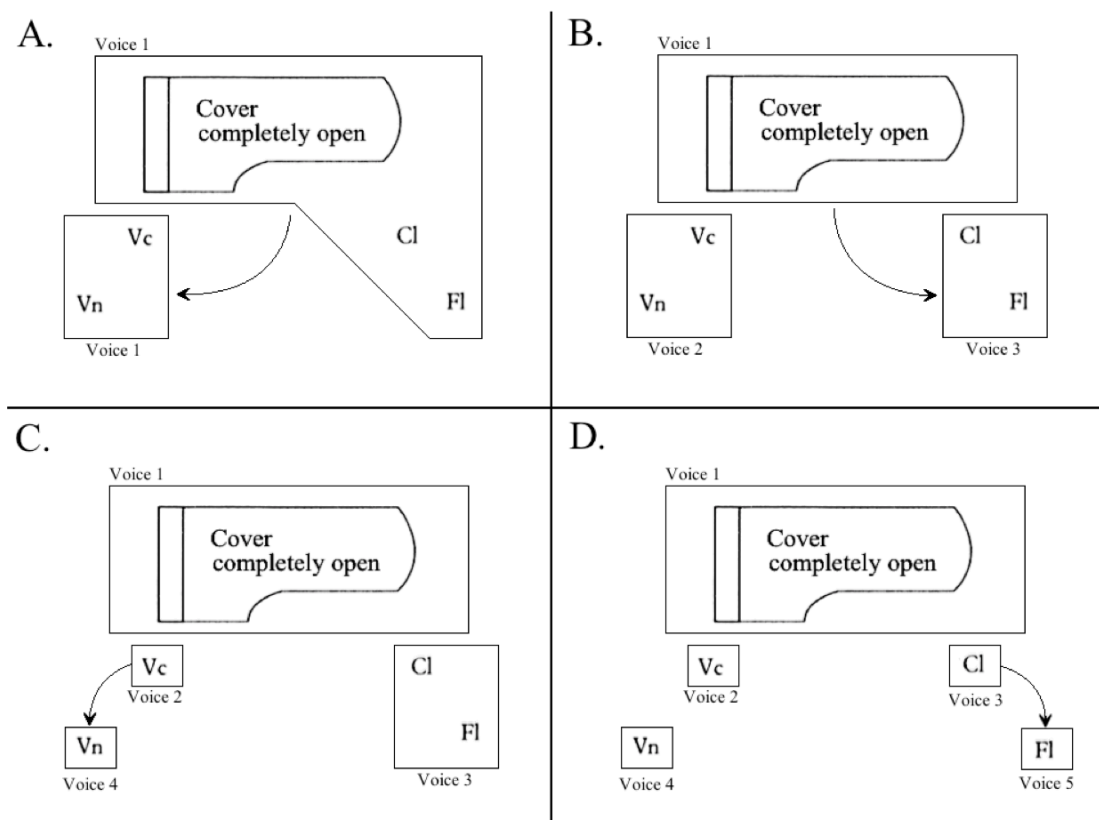 A.
Voice 1
Cover
completely open
Vc
Cl
Vn
Fl
Voice 1
B.
Voice 1
Cover
completely open
Vc
Cl
Vn
Fl
Voice 2
Voice 3
C.
Voice 1
Cover
completely open
Vc
Cl
Voice 2
Vn
Fl
Voice 4
Voice 3
D.
Voice 1
Cover
completely open
Vc
Cl
Voice 2
Voice 3
Vn
Fl
Voice 4
Voice 5